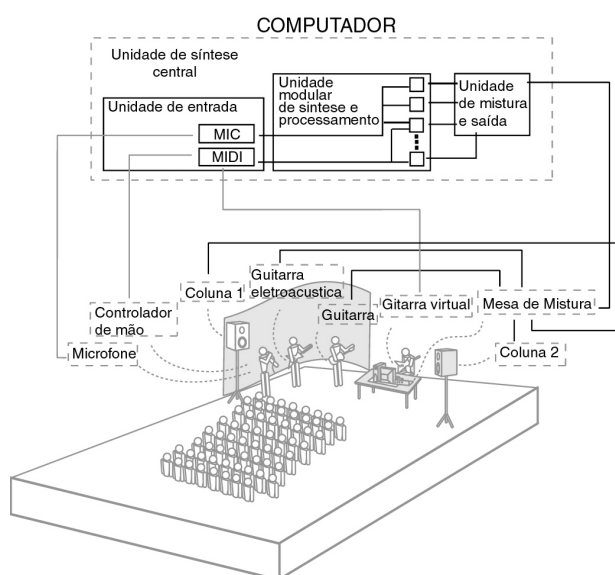 COMPUTADOR
Unidade de síntese
central
Unidade de entrada
MIC
MIDI
Unidade
modular
de sintese e
processamento
Unidade
de mistura
e saída
Guitarra
eletroacustica
Coluna 1
Guitarra
Gitarra virtual
Mesa de Mistura
Controlador
de mão
Microfone
Coluna 2